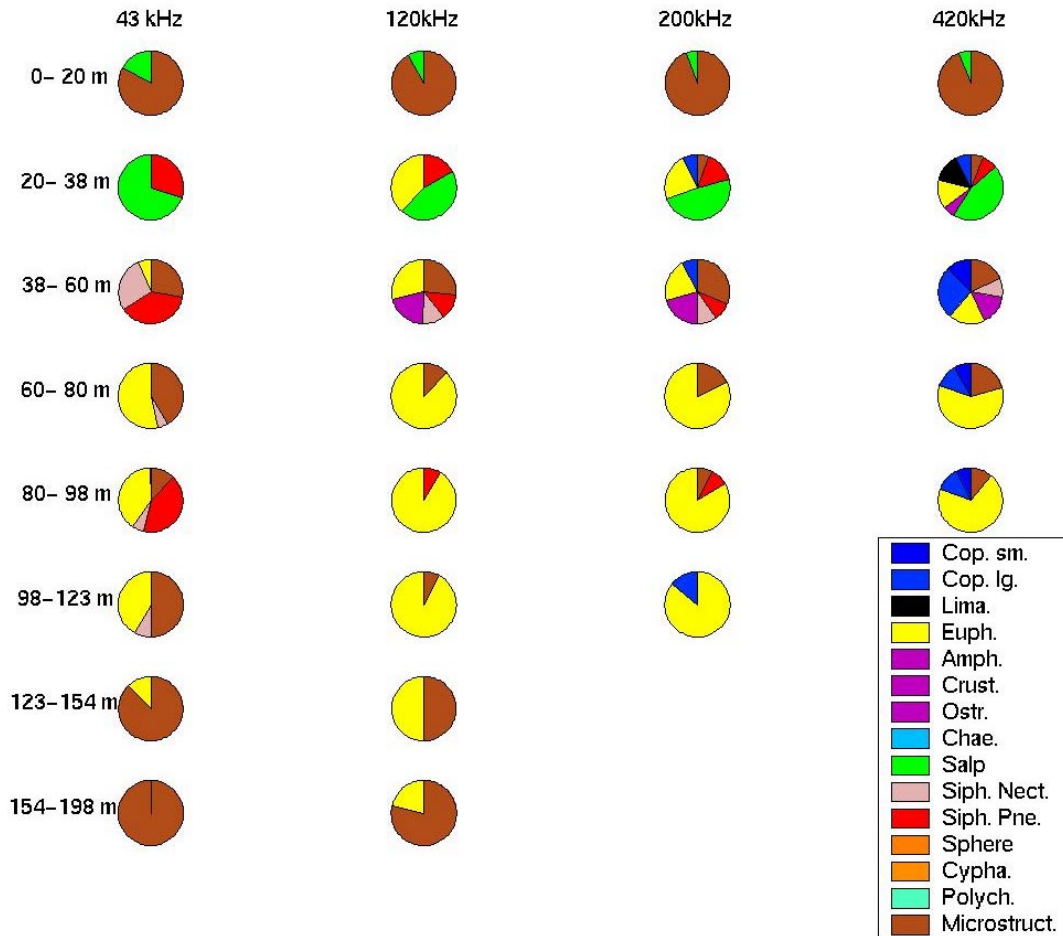 43 kHz 120kHz 200kHz 420kHz
0– 20 m
20– 38 m
38– 60 m
60– 80 m
80– 98 m
98–123 m
123–154 m
154–198 m
Cop. sm.
Cop. lg.
Lima.
Euph.
Amph.
Crust.
Ostr.
Chae.
Salp
Siph. Nect.
Siph. Pne.
Sphere
Cypha.
Polych.
Microstruct.